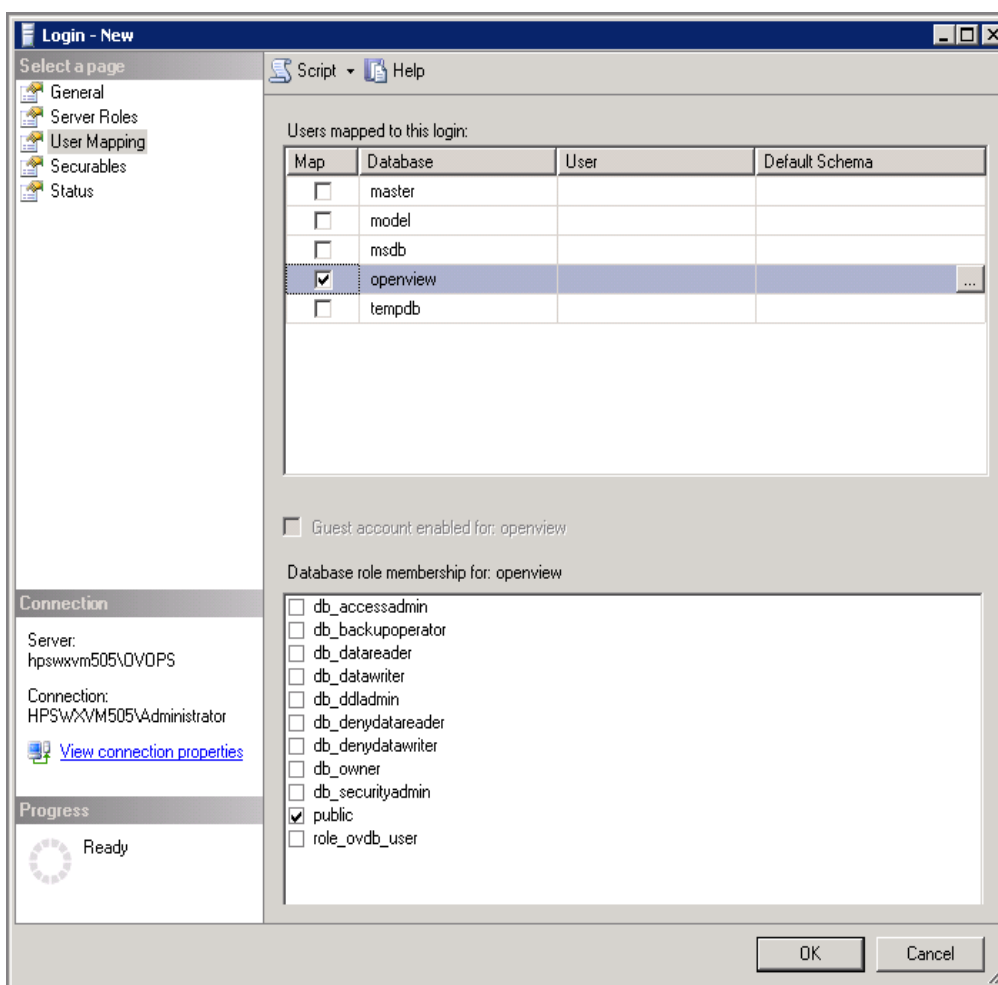 Login - New
Select a page
General
Server Roles
User Mapping
Securables
Status
Script
Help
Users mapped to this login:
Map Database User Default Schema
master
model
msdb
openview ...
tempdb
Guest account enabled for: openview
Database role membership for: openview
db_accessadmin
db_backupoperator
db_datareader
db_datawriter
db_ddladmin
db_denydatareader
db_denydatawriter
db_owner
db_securityadmin
public
role_ovdb_user
Connection
Server:
hpswxvm505\OVOPS
Connection:
HPSWXVM505\Administrator
View connection properties
Progress
Ready
OK
Cancel